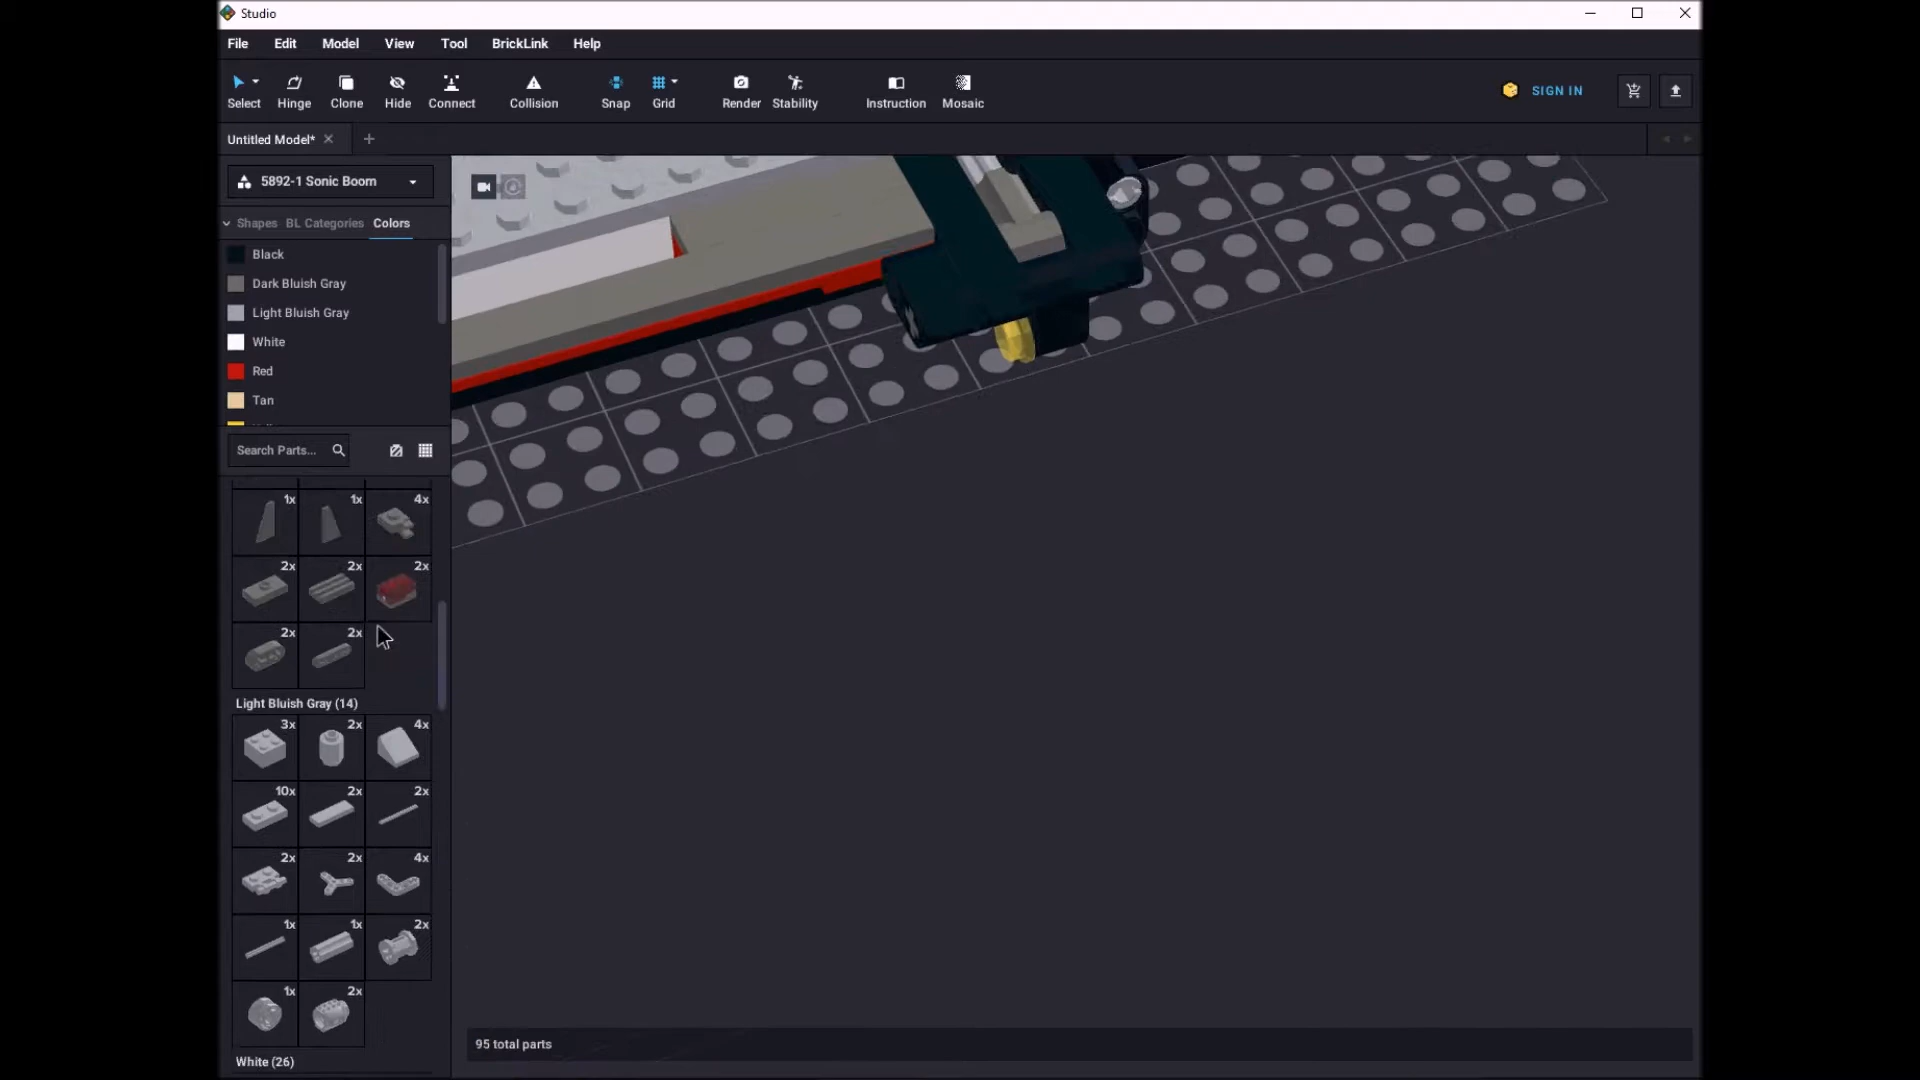 Studio
File Edit Model View Tool BrickLink Help
Select Hinge Clone Hide Connect Collision Snap Grid Render Stability Instruction Mosaic SIGN IN
Untitled Model*
5892-1 Sonic Boom
Shapes BL Categories Colors
Black
Dark Bluish Gray
Light Bluish Gray
White
Red
Tan
Search Parts...
1x 1x 4x
2x 2x 2x
2x 2x
Light Bluish Gray (14)
3x 2x 4x
10x 2x 2x
2x 2x 4x
1x 1x 2x
1x 2x
White (26)
95 total parts